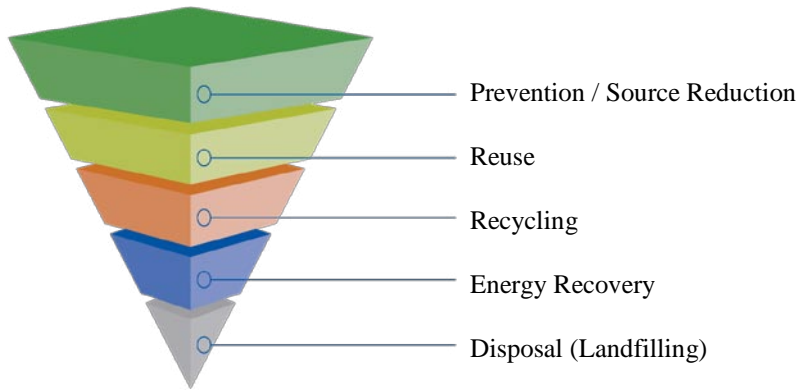 Prevention / Source Reduction
Reuse
Recycling
Energy Recovery
Disposal (Landfilling)